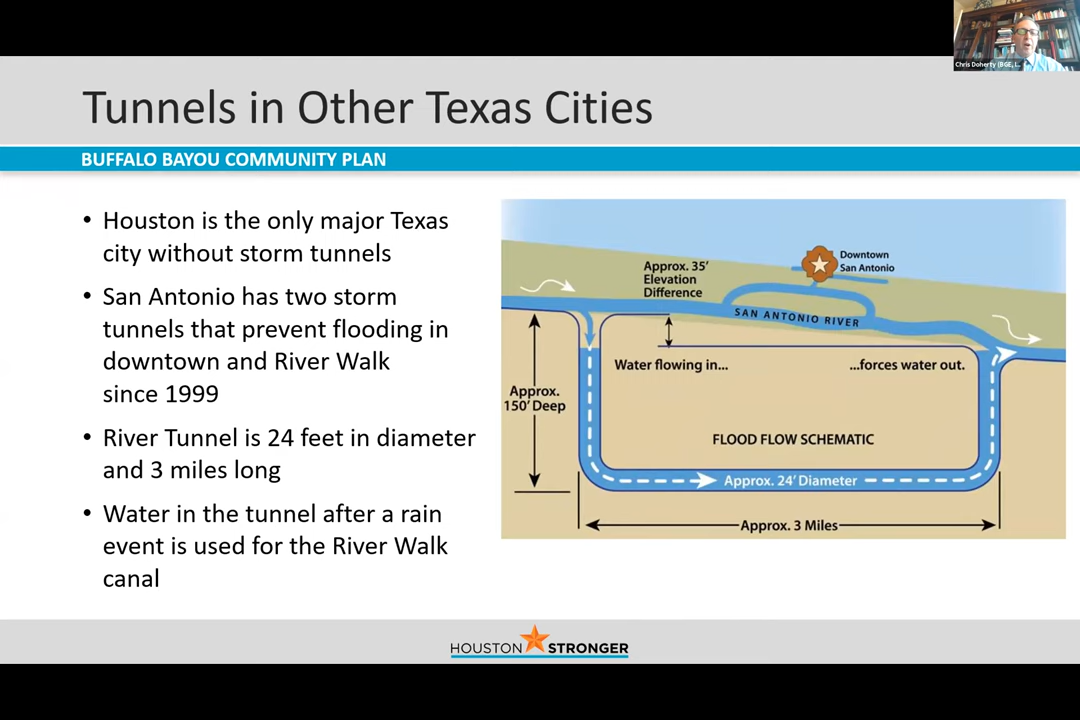 Chris Doherty (BGE, L...
Tunnels in Other Texas Cities
BUFFALO BAYOU COMMUNITY PLAN
• Houston is the only major Texas
city without storm tunnels
• San Antonio has two storm
tunnels that prevent flooding in
downtown and River Walk
since 1999
• River Tunnel is 24 feet in diameter
and 3 miles long
• Water in the tunnel after a rain
event is used for the River Walk
canal
Downtown
San Antonio
Approx. 35'
Elevation
Difference
SAN ANTONIO RIVER
Water flowing in...
...forces water out.
Approx.
150' Deep
FLOOD FLOW SCHEMATIC
Approx. 24' Diameter
Approx. 3 Miles
HOUSTON STRONGER